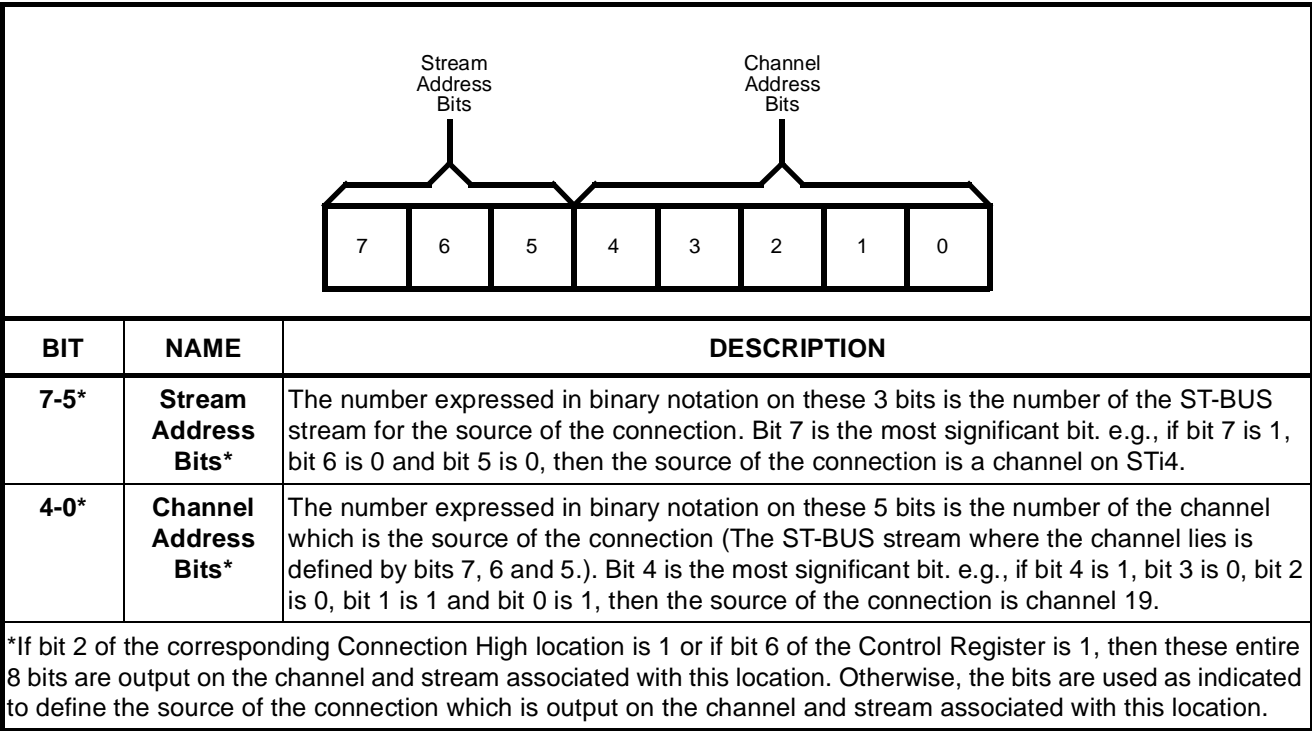 Stream
Address
Bits
Channel
Address
Bits
7 6 5 4 3 2 1 0
BIT NAME DESCRIPTION
7-5* Stream Address Bits* The number expressed in binary notation on these 3 bits is the number of the ST-BUS
stream for the source of the connection. Bit 7 is the most significant bit. e.g., if bit 7 is 1,
bit 6 is 0 and bit 5 is 0, then the source of the connection is a channel on STi4.
4-0* Channel Address Bits* The number expressed in binary notation on these 5 bits is the number of the channel
which is the source of the connection (The ST-BUS stream where the channel lies is
defined by bits 7, 6 and 5.). Bit 4 is the most significant bit. e.g., if bit 4 is 1, bit 3 is 0, bit 2
is 0, bit 1 is 1 and bit 0 is 1, then the source of the connection is channel 19.
*If bit 2 of the corresponding Connection High location is 1 or if bit 6 of the Control Register is 1, then these entire
8 bits are output on the channel and stream associated with this location. Otherwise, the bits are used as indicated
to define the source of the connection which is output on the channel and stream associated with this location.